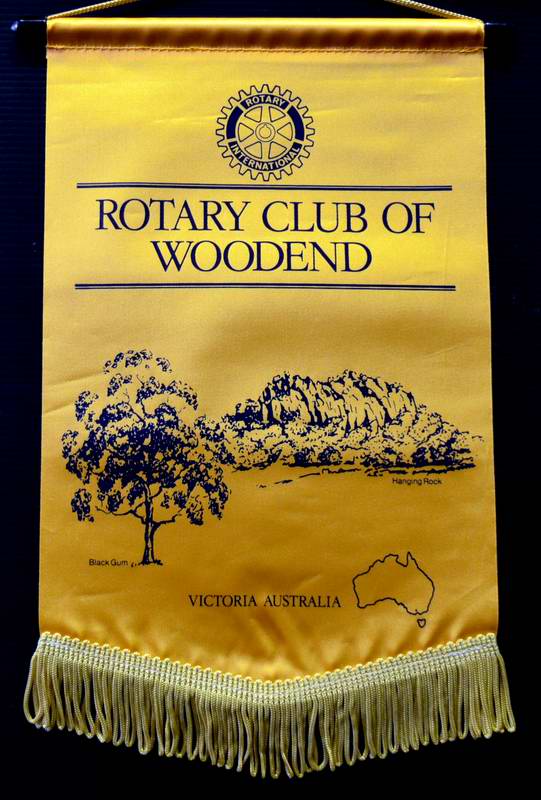 ROTARY
INTERNATIONAL
ROTARY CLUB OF
WOODEND
Hanging Rock
Black Gum
VICTORIA AUSTRALIA